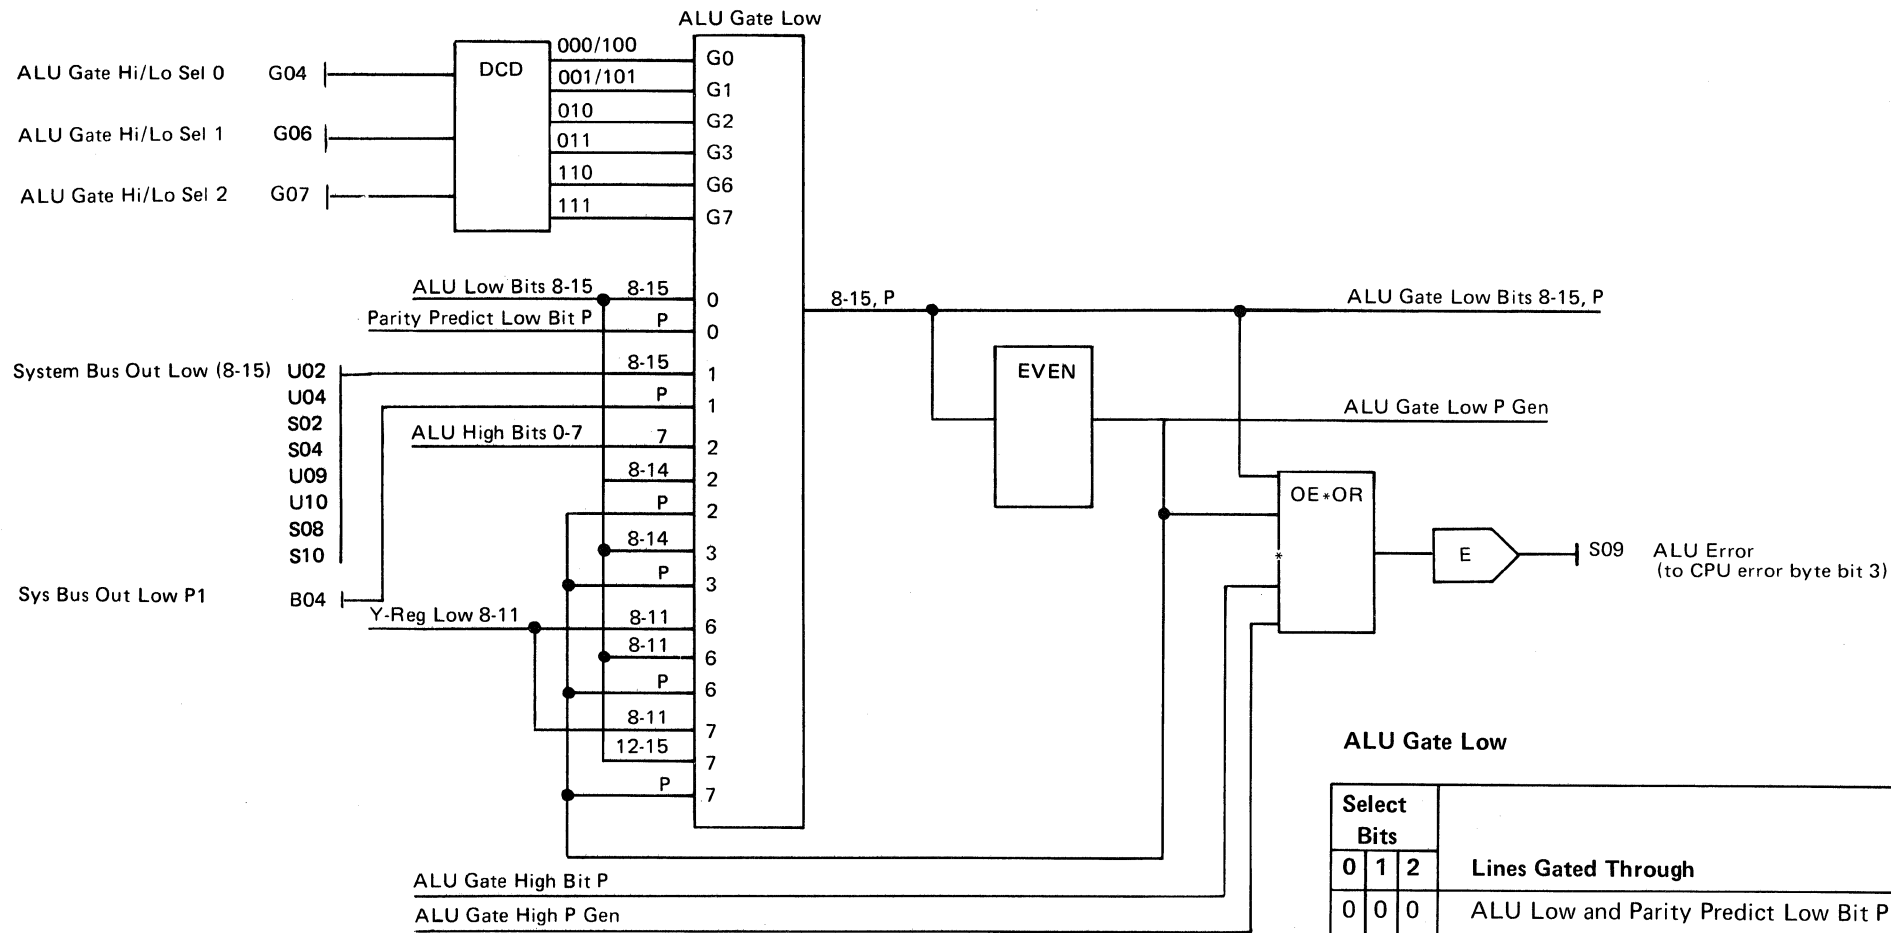 ALU Gate Low
ALU Gate Hi/Lo Sel 0 G04
ALU Gate Hi/Lo Sel 1 G06
ALU Gate Hi/Lo Sel 2 G07
DCD
000/100 G0
001/101 G1
010 G2
011 G3
110 G6
111 G7
ALU Low Bits 8-15 8-15 0
Parity Predict Low Bit P P 0
System Bus Out Low (8-15) U02 8-15 1
U04
S02
S04
U09
U10
S08
S10
P 1
ALU High Bits 0-7 7 2
8-14 2
P 2
8-14 3
P 3
Sys Bus Out Low P1 B04
Y-Reg Low 8-11 8-11 6
8-11 6
P 6
8-11 7
12-15 7
P 7
8-15, P
ALU Gate Low Bits 8-15, P
EVEN
ALU Gate Low P Gen
OE*OR
*
E
S09 ALU Error
(to CPU error byte bit 3)
ALU Gate High Bit P
ALU Gate High P Gen
ALU Gate Low
Select
Bits
0 1 2 Lines Gated Through
0 0 0 ALU Low and Parity Predict Low Bit P